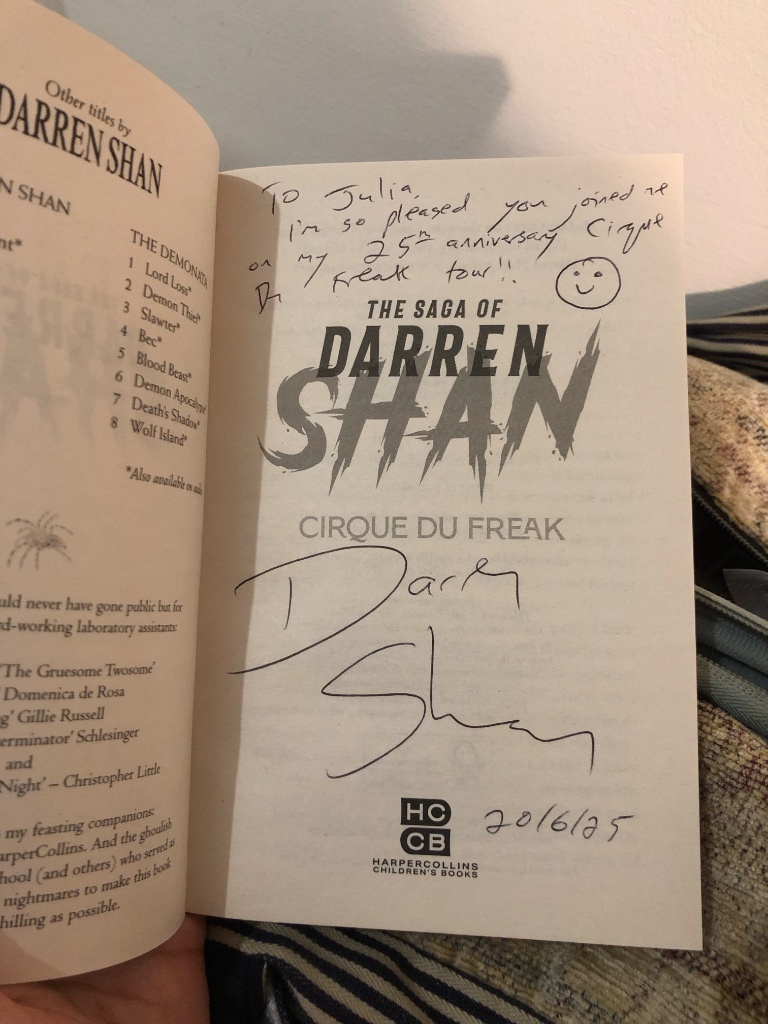 Other titles by
DARREN SHAN
N SHAN
nt*
THE DEMONATA
1 Lord Loss*
2 Demon Thief*
3 Slawter*
4 Bec*
5 Blood Beast*
6 Demon Apocalypse*
7 Death's Shadow*
8 Wolf Island*
*Also available on
uld never have gone public but for
rd-working laboratory assistants:
'The Gruesome Twosome'
Domenica de Rosa
g' Gillie Russell
erminator' Schlesinger
and
Night' – Christopher Little
my feasting companions:
arperCollins. And the ghoulish
hool (and others) who served as
nightmares to make this book
hilling as possible.
To Julia,
I'm so pleased you joined me
on my 25th anniversary Cirque
Du Freak tour!!
THE SAGA OF
DARREN
SHAN
CIRQUE DU FREAK
Darren
Shan
HC
CB
HARPERCOLLINS
CHILDREN'S BOOKS
20/6/25